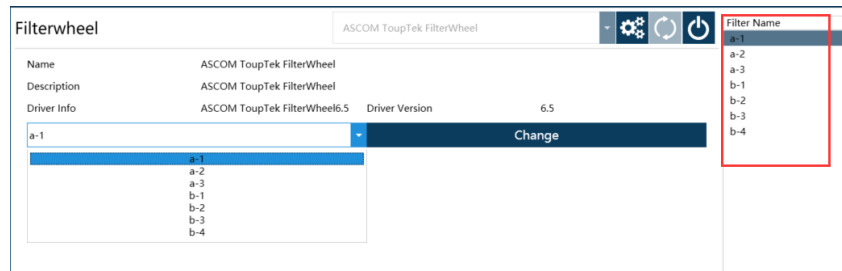 Filterwheel
ASCOM ToupTek FilterWheel
Name ASCOM ToupTek FilterWheel
Description ASCOM ToupTek FilterWheel
Driver Info ASCOM ToupTek FilterWheel6.5 Driver Version 6.5
a-1 Change
a-1
a-2
a-3
b-1
b-2
b-3
b-4
Filter Name
a-1
a-2
a-3
b-1
b-2
b-3
b-4